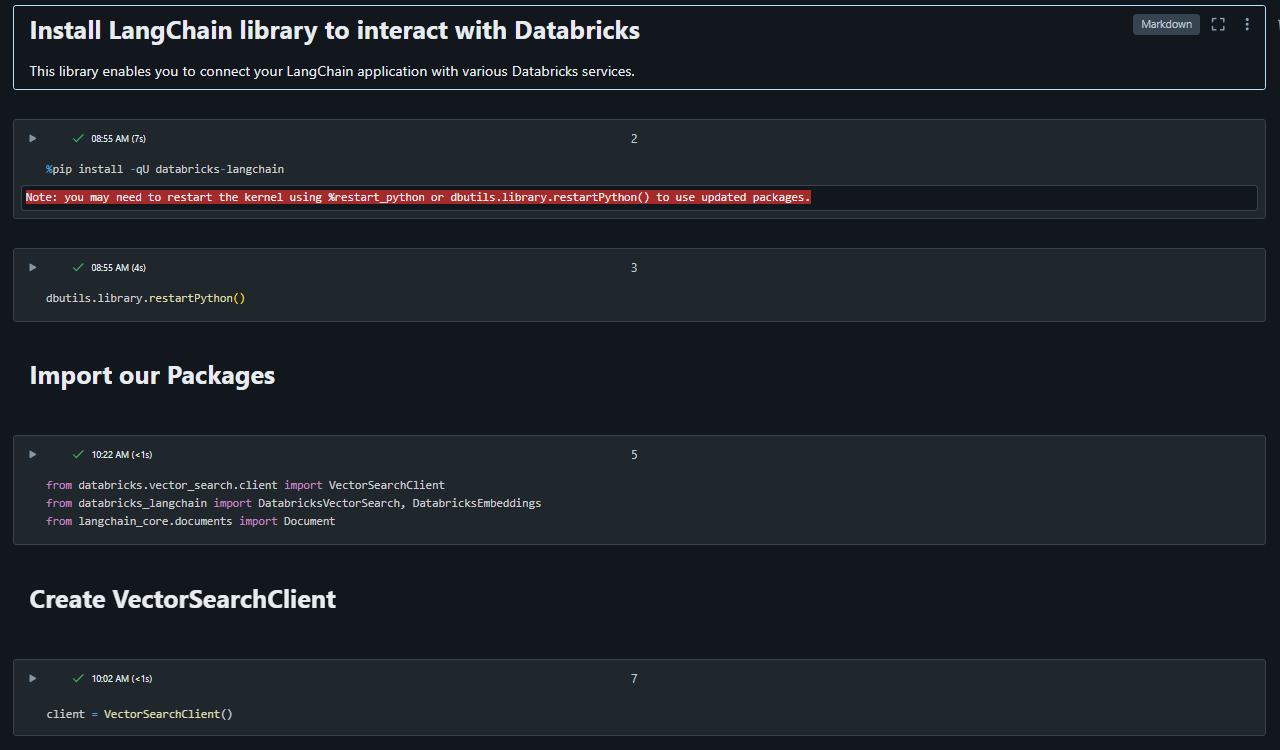 Install LangChain library to interact with Databricks
Markdown
This library enables you to connect your LangChain application with various Databricks services.
08:55 AM (7s)
2
%pip install -qU databricks-langchain
Note: you may need to restart the kernel using %restart_python or dbutils.library.restartPython() to use updated packages.
08:55 AM (4s)
3
dbutils.library.restartPython()
Import our Packages
10:22 AM (<1s)
5
from databricks.vector_search.client import VectorSearchClient
from databricks_langchain import DatabricksVectorSearch, DatabricksEmbeddings
from langchain_core.documents import Document
Create VectorSearchClient
10:02 AM (<1s)
7
client = VectorSearchClient()